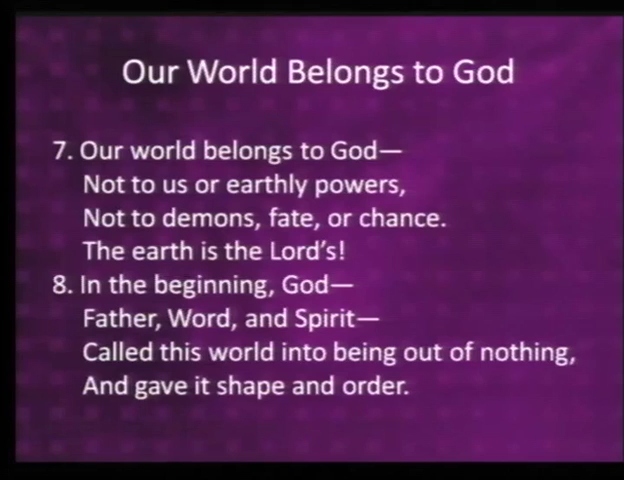 Our World Belongs to God
7. Our world belongs to God—
Not to us or earthly powers,
Not to demons, fate, or chance.
The earth is the Lord's!
8. In the beginning, God—
Father, Word, and Spirit—
Called this world into being out of nothing,
And gave it shape and order.